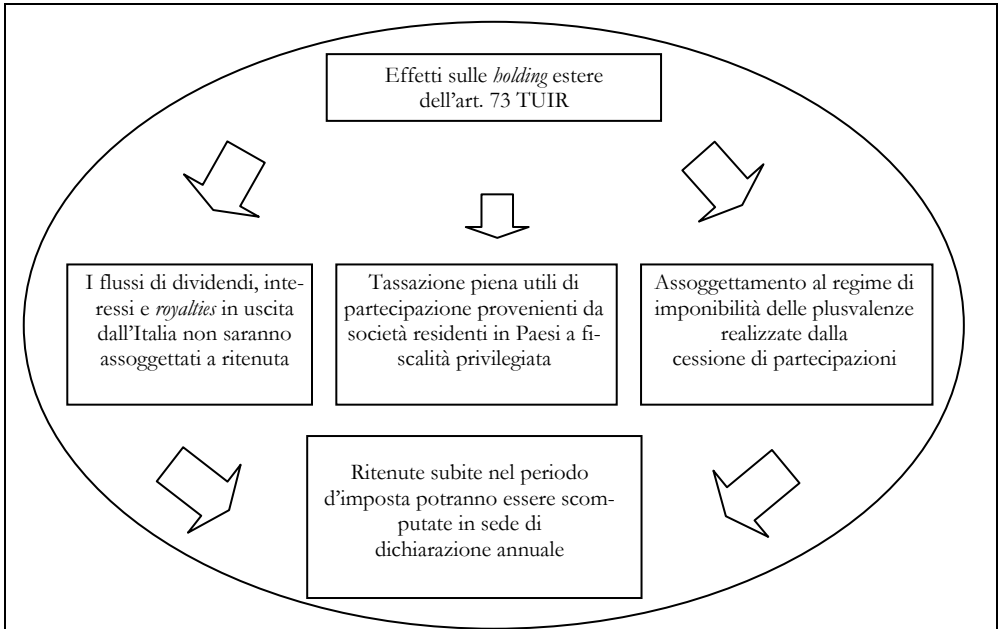 Effetti sulle holding estere
dell'art. 73 TUIR
I flussi di dividendi, inte-
ressi e royalties in uscita
dall'Italia non saranno
assoggettati a ritenuta
Tassazione piena utili di
partecipazione provenienti da
società residenti in Paesi a fi-
scalità privilegiata
Assoggettamento al regime di
imponibilità delle plusvalenze
realizzate dalla
cessione di partecipazioni
Ritenute subite nel periodo
d'imposta potranno essere scom-
putate in sede di
dichiarazione annuale